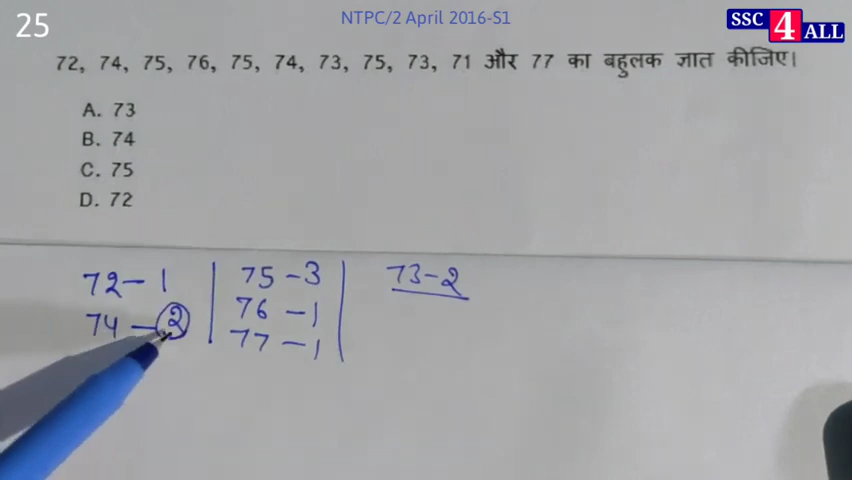 25
NTPC/2 April 2016-S1
SSC 4 ALL
72, 74, 75, 76, 75, 74, 73, 75, 73, 71 और 77 का बहुलक ज्ञात कीजिए।
A. 73
B. 74
C. 75
D. 72
72 - 1 | 75 - 3 | 73 - 2
74 - 2 | 76 - 1
77 - 1